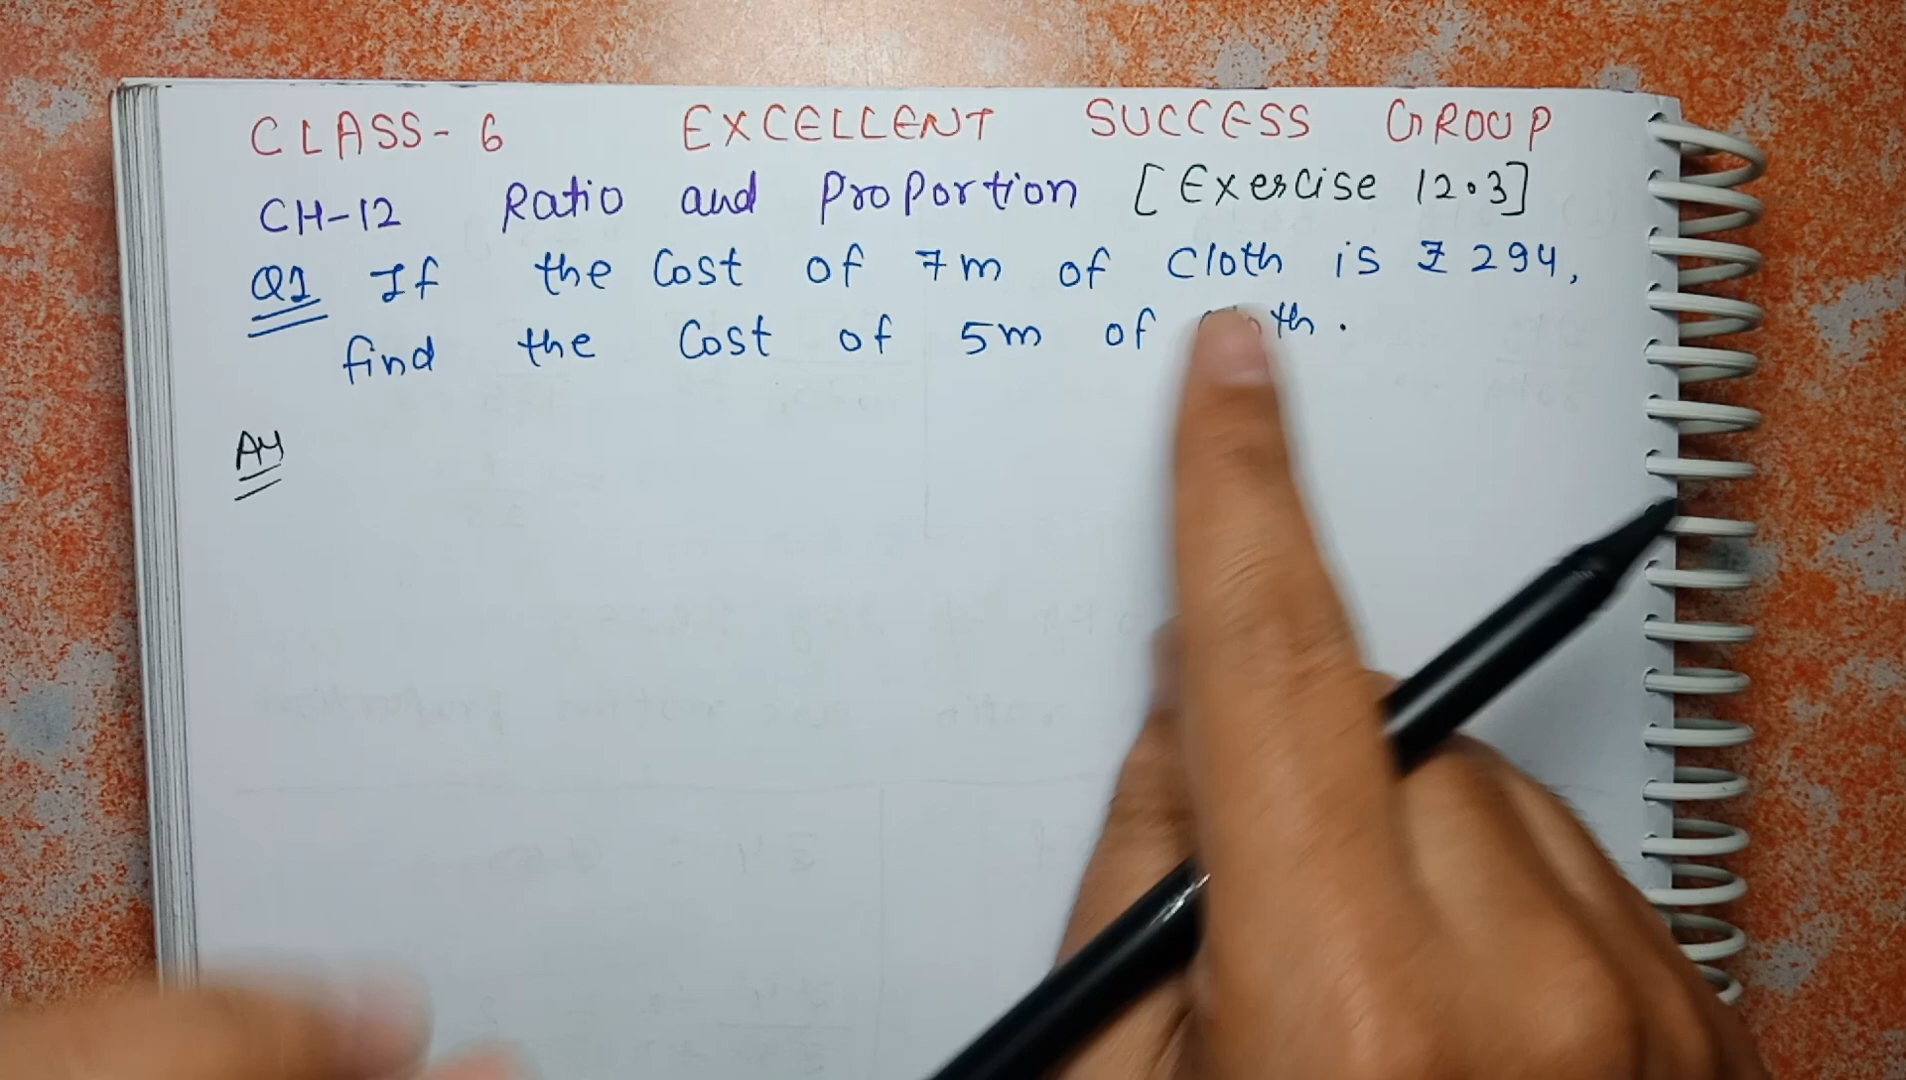 CLASS-6 EXCELLENT SUCCESS GROUP
CH-12 Ratio and Proportion [Exercise 12.3]
Q1 If the Cost of 7m of Cloth is ₹ 294,
find the Cost of 5m of